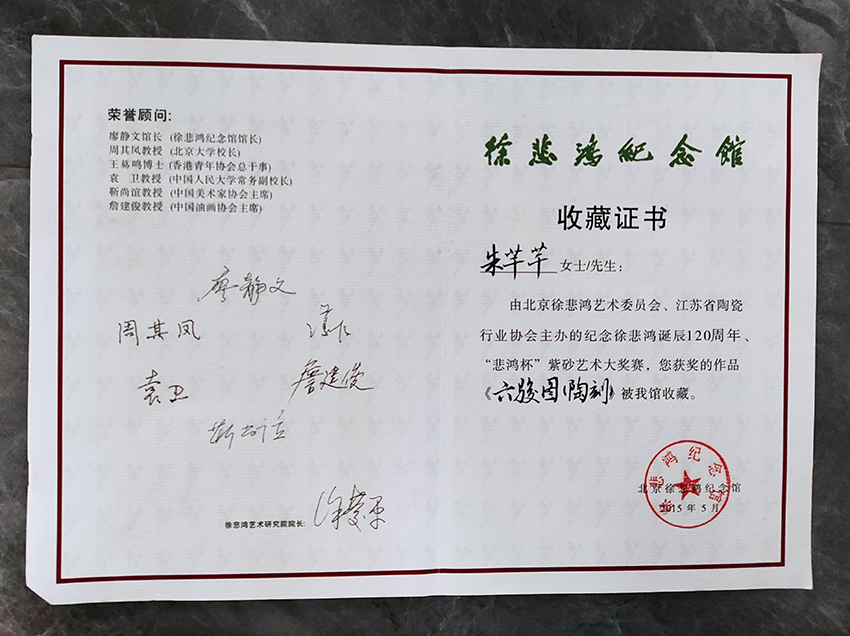 荣誉顾问:
廖静文馆长 (徐悲鸿纪念馆馆长)
周其凤教授 (北京大学校长)
王䓪鸣博士 (香港青年协会总干事)
袁 卫教授 (中国人民大学常务副校长)
靳尚谊教授 (中国美术家协会主席)
詹建俊教授 (中国油画协会主席)
廖静文
周其凤
袁卫
詹建俊
靳尚谊
徐悲鸿艺术研究院院长:
徐悲鸿纪念馆
收藏证书
朱芊芊 女士/先生:
由北京徐悲鸿艺术委员会、江苏省陶瓷
行业协会主办的纪念徐悲鸿诞辰120周年、
“悲鸿杯”紫砂艺术大奖赛，您获奖的作品
《六骏图陶刻》被我馆收藏。
北京徐悲鸿纪念馆
2015年5月
徐悲鸿纪念馆